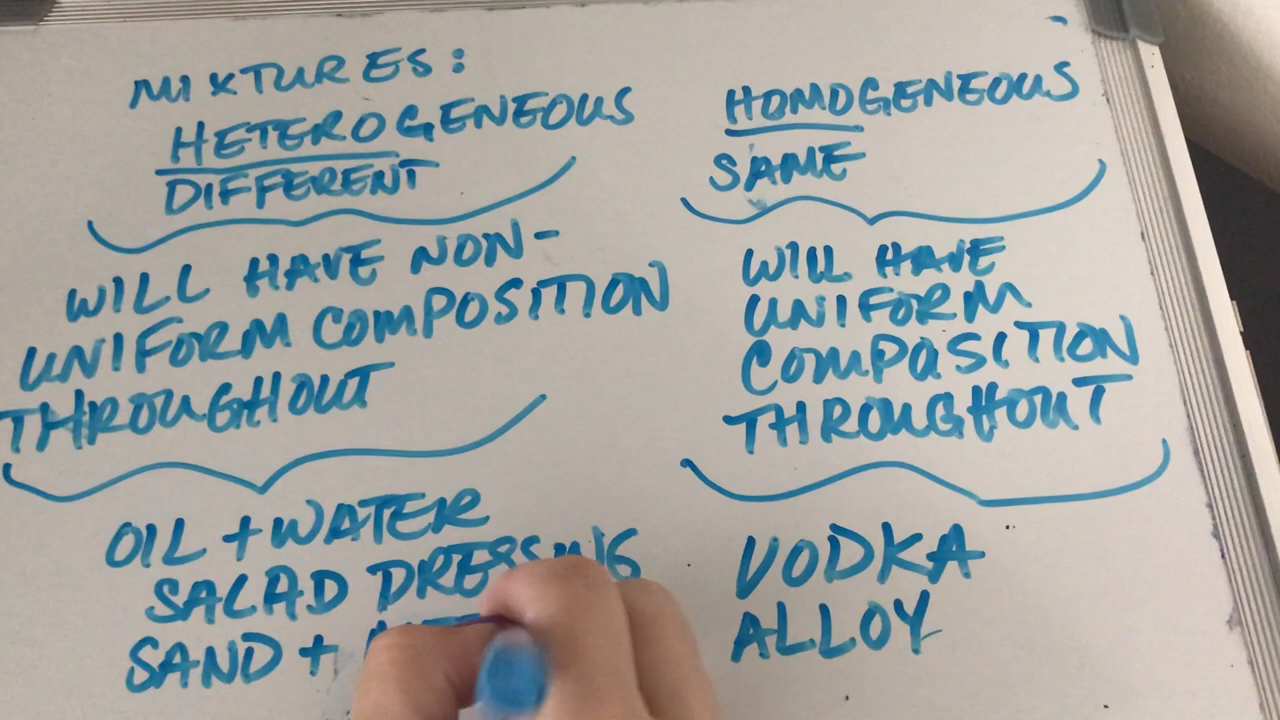 MIXTURES:
HETEROGENEOUS
DIFFERENT
WILL HAVE NON-
UNIFORM COMPOSITION
THROUGHOUT
OIL + WATER
SALAD DRESSING
SAND +
HOMOGENEOUS
SAME
WILL HAVE
UNIFORM
COMPOSITION
THROUGHOUT
VODKA
ALLOY